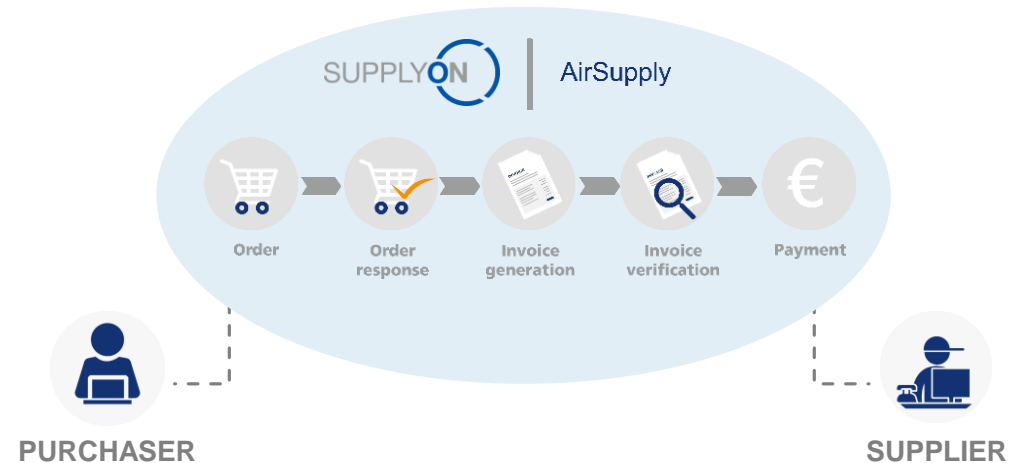 SUPPLYON
AirSupply
€
Order
Order
response
Invoice
generation
Invoice
verification
Payment
PURCHASER
SUPPLIER